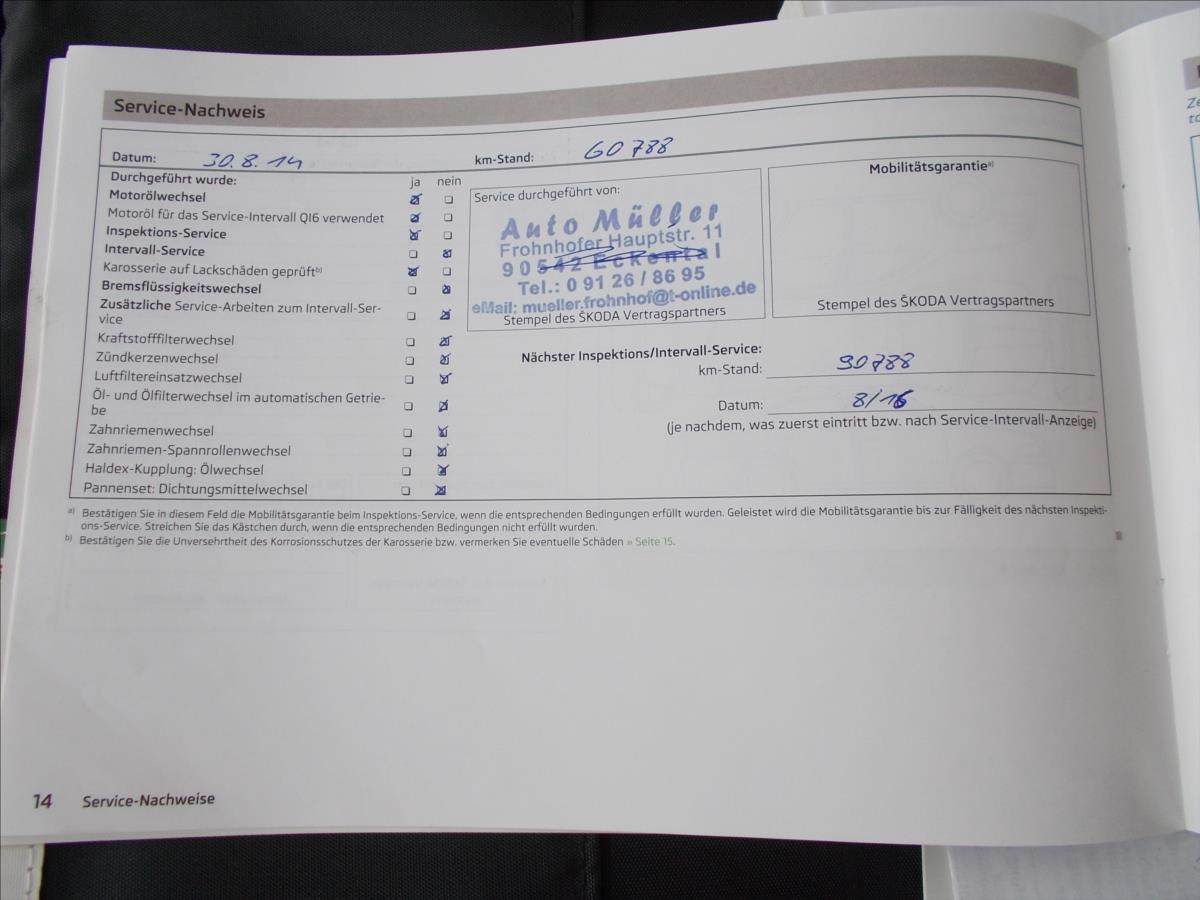 Service-Nachweis
Datum: 30.8.14 km-Stand: 60788
Durchgeführt wurde: ja nein
Motorölwechsel
Motoröl für das Service-Intervall QI6 verwendet
Inspektions-Service
Intervall-Service
Karosserie auf Lackschäden geprüft b)
Bremsflüssigkeitswechsel
Zusätzliche Service-Arbeiten zum Intervall-Ser-
vice
Kraftstofffilterwechsel
Zündkerzenwechsel
Luftfiltereinsatzwechsel
Öl- und Ölfilterwechsel im automatischen Getrie-
be
Zahnriemenwechsel
Zahnriemen-Spannrollenwechsel
Haldex-Kupplung: Ölwechsel
Pannenset: Dichtungsmittelwechsel
Service durchgeführt von:
Auto Müller
Frohnhofer Hauptstr. 11
90542 Eckental
Tel.: 0 91 26 / 86 95
eMail: mueller.frohnhof@t-online.de
Stempel des ŠKODA Vertragspartners
Mobilitätsgarantie a)
Stempel des ŠKODA Vertragspartners
Nächster Inspektions/Intervall-Service:
km-Stand: 90788
Datum: 8/16
(je nachdem, was zuerst eintritt bzw. nach Service-Intervall-Anzeige)
a) Bestätigen Sie in diesem Feld die Mobilitätsgarantie beim Inspektions-Service, wenn die entsprechenden Bedingungen erfüllt wurden. Geleistet wird die Mobilitätsgarantie bis zur Fälligkeit des nächsten Inspekti-
ons-Service. Streichen Sie das Kästchen durch, wenn die entsprechenden Bedingungen nicht erfüllt wurden.
b) Bestätigen Sie die Unversehrtheit des Korrosionsschutzes der Karosserie bzw. vermerken Sie eventuelle Schäden » Seite 15.
14 Service-Nachweise